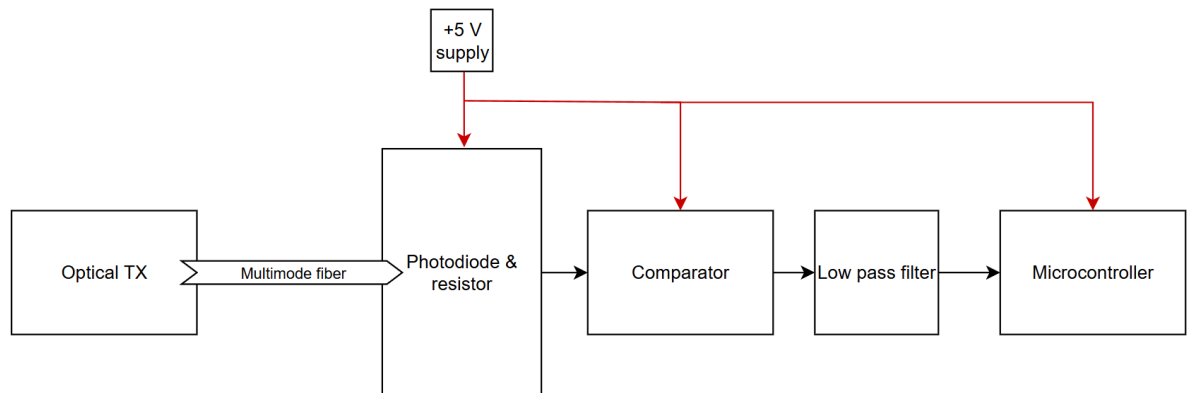 +5 V
supply
Optical TX
Multimode fiber
Photodiode &
resistor
Comparator
Low pass filter
Microcontroller